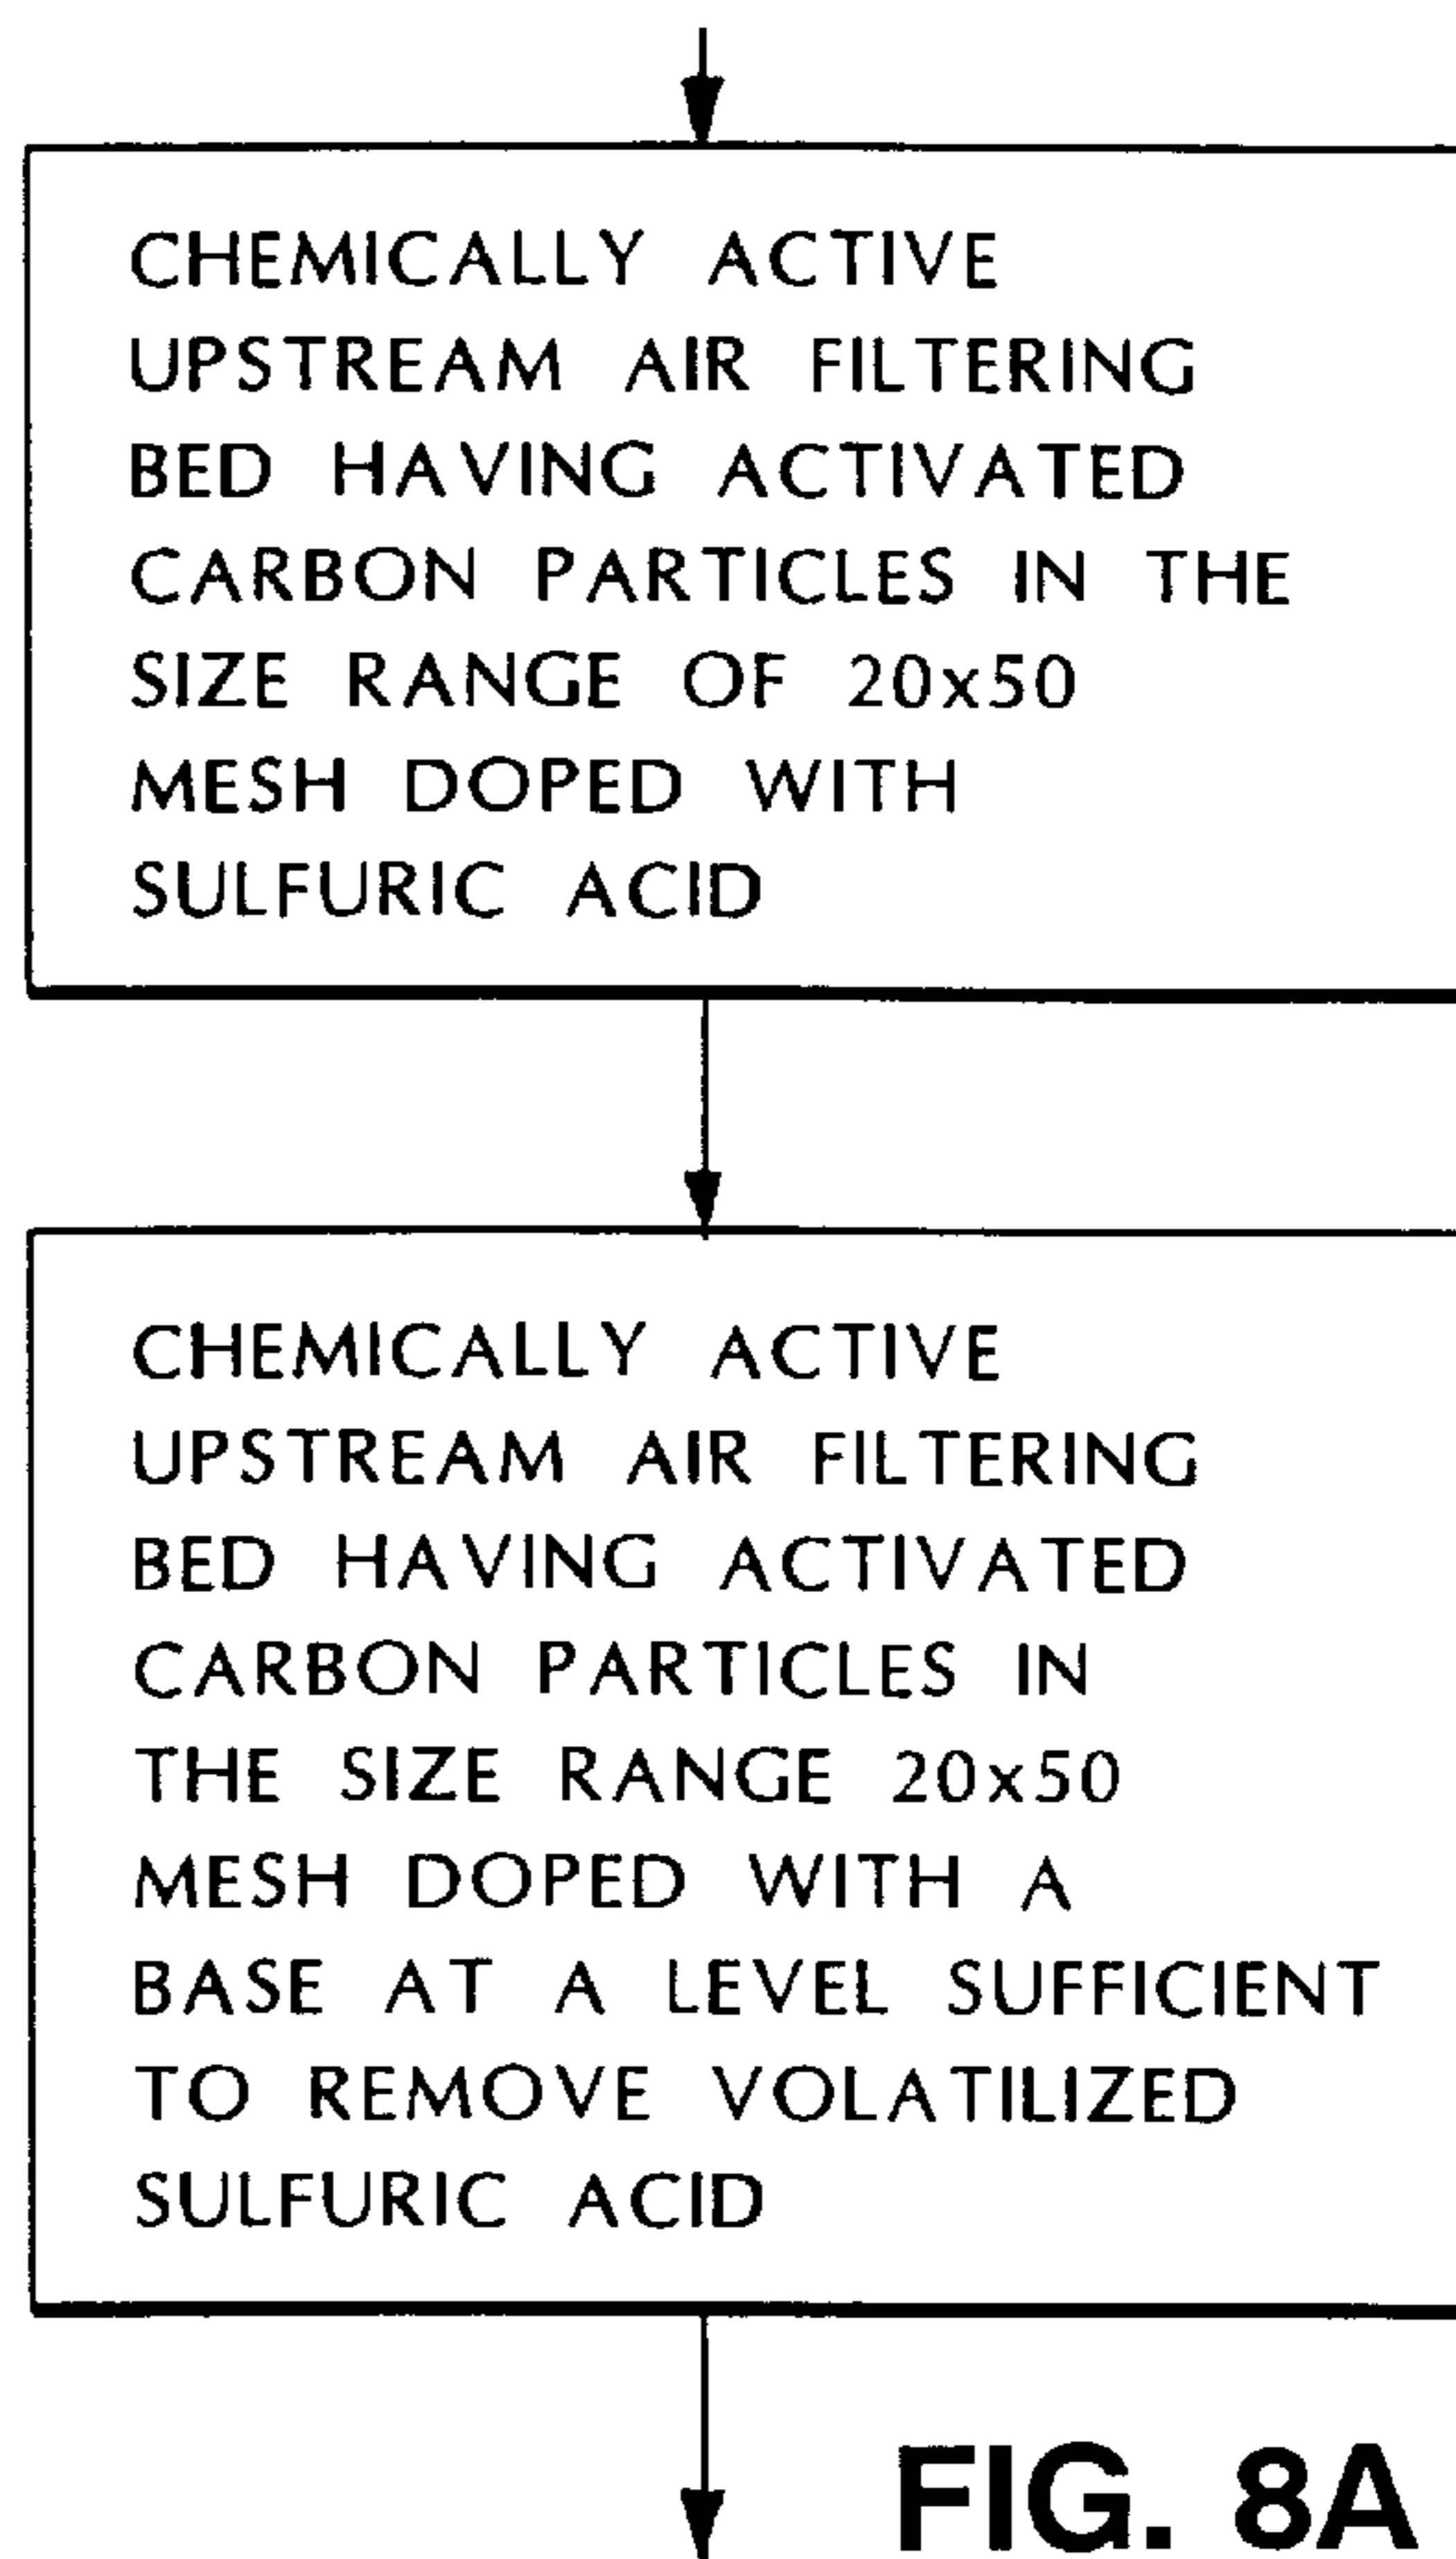 CHEMICALLY ACTIVE
UPSTREAM AIR FILTERING
BED HAVING ACTIVATED
CARBON PARTICLES IN THE
SIZE RANGE OF 20x50
MESH DOPED WITH
SULFURIC ACID
CHEMICALLY ACTIVE
UPSTREAM AIR FILTERING
BED HAVING ACTIVATED
CARBON PARTICLES IN
THE SIZE RANGE 20x50
MESH DOPED WITH A
BASE AT A LEVEL SUFFICIENT
TO REMOVE VOLATILIZED
SULFURIC ACID
FIG. 8A